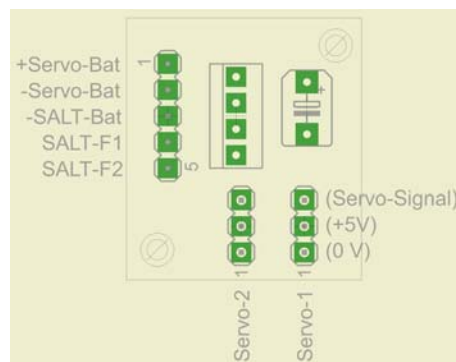 +Servo-Bat
-Servo-Bat
-SALT-Bat
SALT-F1
SALT-F2
1
5
+
(Servo-Signal)
(+5V)
(0 V)
1
1
Servo-2
Servo-1